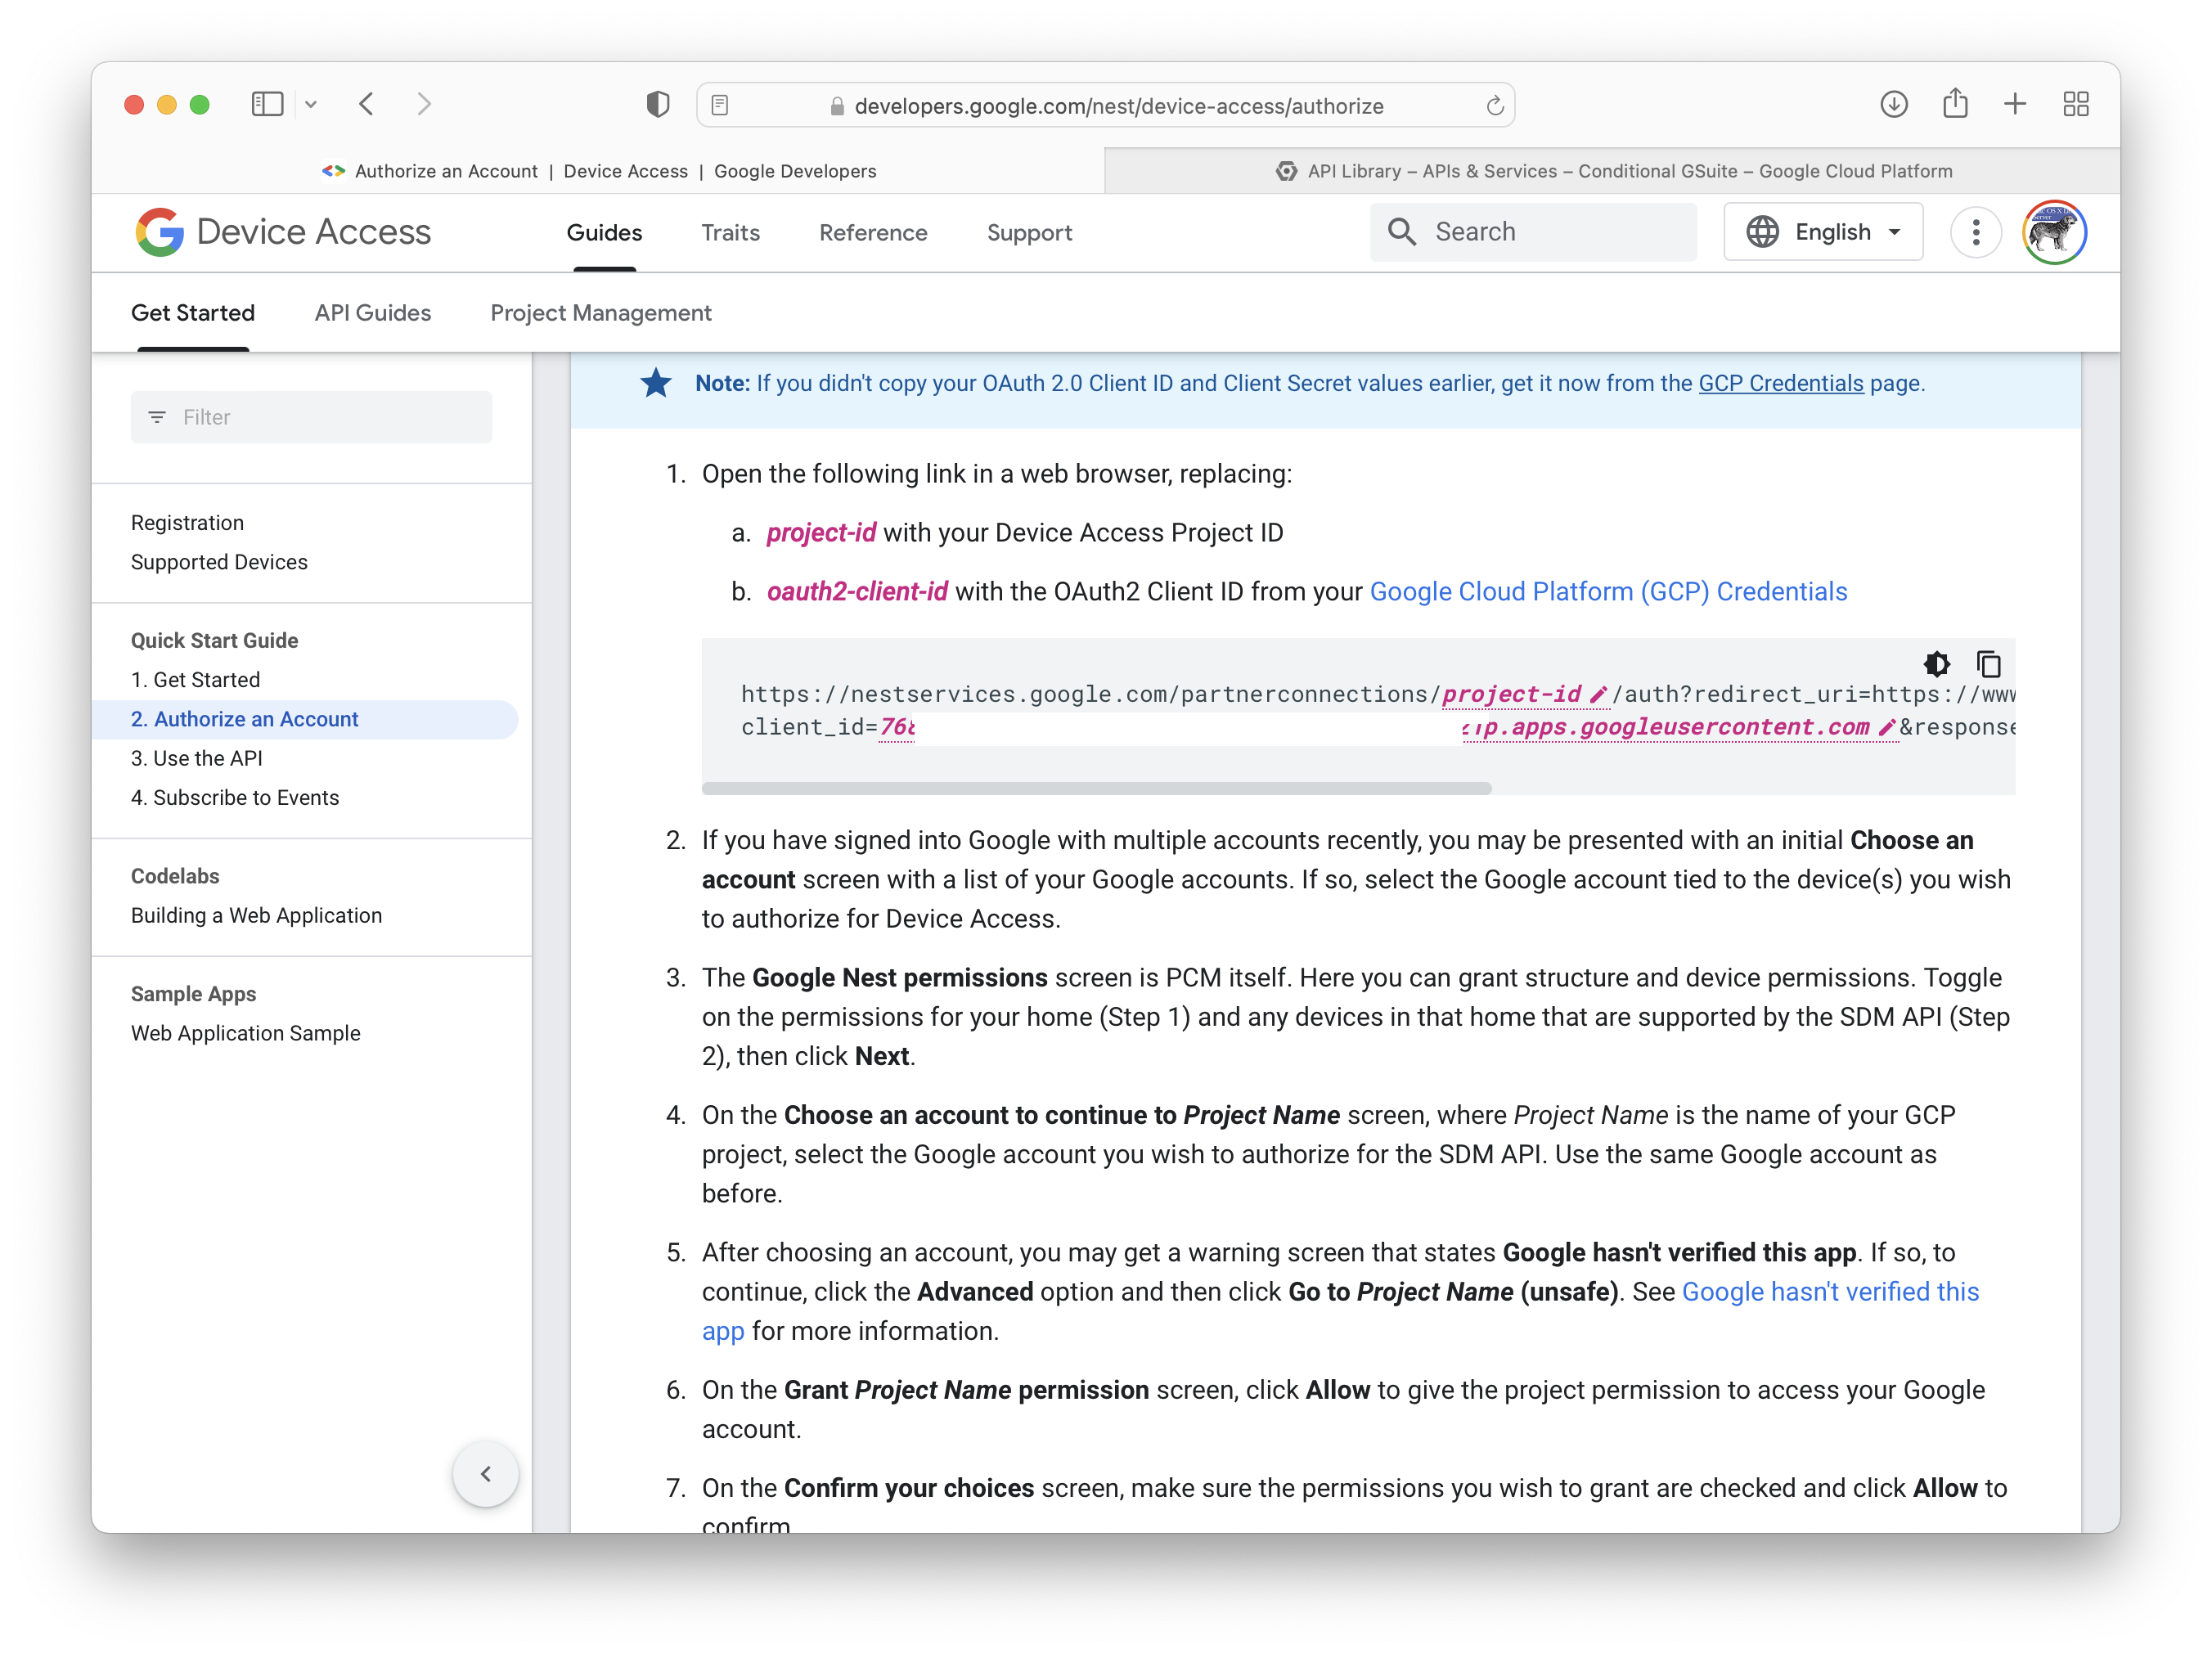 developers.google.com/nest/device-access/authorize
Authorize an Account | Device Access | Google Developers
API Library – APIs & Services – Conditional GSuite – Google Cloud Platform
Device Access
Guides
Traits
Reference
Support
Search
English
Get Started
API Guides
Project Management
Filter
Registration
Supported Devices
Quick Start Guide
1. Get Started
2. Authorize an Account
3. Use the API
4. Subscribe to Events
Codelabs
Building a Web Application
Sample Apps
Web Application Sample
Note: If you didn't copy your OAuth 2.0 Client ID and Client Secret values earlier, get it now from the GCP Credentials page.
1. Open the following link in a web browser, replacing:
a. project-id with your Device Access Project ID
b. oauth2-client-id with the OAuth2 Client ID from your Google Cloud Platform (GCP) Credentials
https://nestservices.google.com/partnerconnections/project-id/auth?redirect_uri=https://www
client_id=76 p.apps.googleusercontent.com&response
2. If you have signed into Google with multiple accounts recently, you may be presented with an initial Choose an
account screen with a list of your Google accounts. If so, select the Google account tied to the device(s) you wish
to authorize for Device Access.
3. The Google Nest permissions screen is PCM itself. Here you can grant structure and device permissions. Toggle
on the permissions for your home (Step 1) and any devices in that home that are supported by the SDM API (Step
2), then click Next.
4. On the Choose an account to continue to Project Name screen, where Project Name is the name of your GCP
project, select the Google account you wish to authorize for the SDM API. Use the same Google account as
before.
5. After choosing an account, you may get a warning screen that states Google hasn't verified this app. If so, to
continue, click the Advanced option and then click Go to Project Name (unsafe). See Google hasn't verified this
app for more information.
6. On the Grant Project Name permission screen, click Allow to give the project permission to access your Google
account.
7. On the Confirm your choices screen, make sure the permissions you wish to grant are checked and click Allow to
confirm